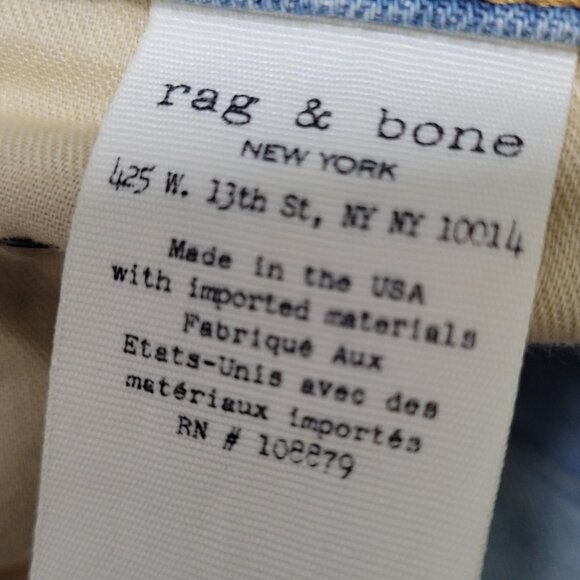 rag & bone
NEW YORK
425 W. 13th St, NY NY 10014
Made in the USA
with imported materials
Fabriqué Aux
Etats-Unis avec des
matériaux importés
RN # 108879